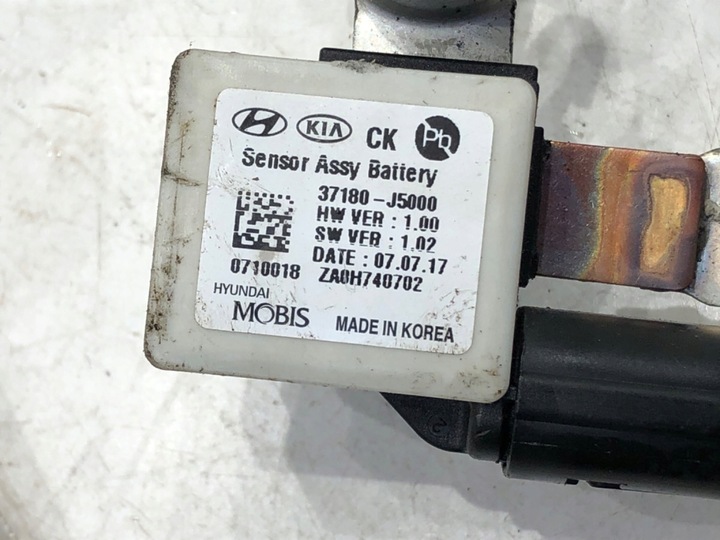 KIA CK Pb
Sensor Assy Battery
37180-J5000
HW VER : 1.00
SW VER : 1.02
DATE : 07.07.17
0710018 ZA0H740702
HYUNDAI
MOBIS MADE IN KOREA